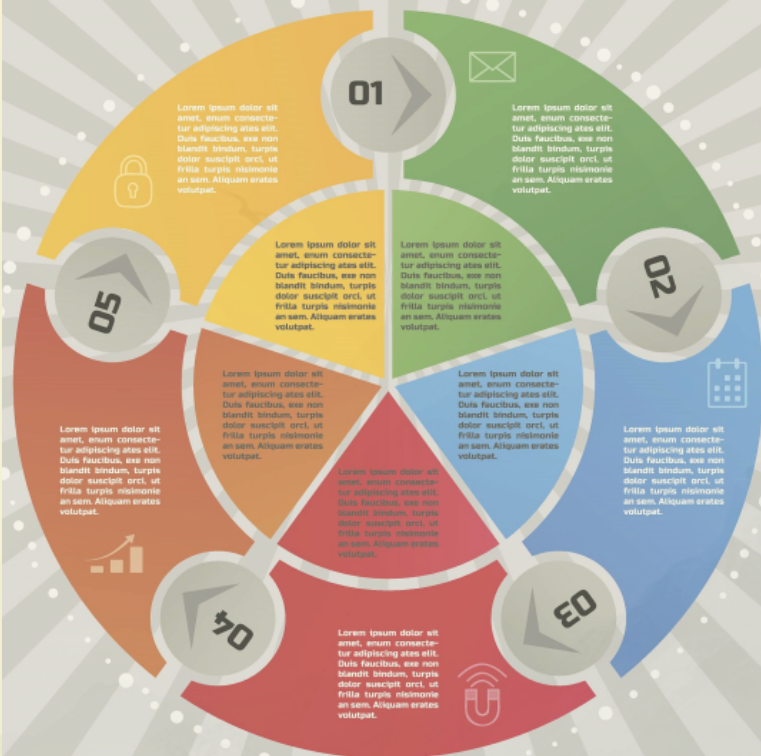 01
Lorem ipsum dolor sit
amet, enum consecte-
tur adipiscing ates elit.
Duis faucibus, exe non
blandit bindum, turpis
dolor suscipit orci, ut
frilla turpis nisimonie
an sem. Aliquam erates
volutpat.
Lorem ipsum dolor sit
amet, enum consecte-
tur adipiscing ates elit.
Duis faucibus, exe non
blandit bindum, turpis
dolor suscipit orci, ut
frilla turpis nisimonie
an sem. Aliquam erates
volutpat.
Lorem ipsum dolor sit
amet, enum consecte-
tur adipiscing ates elit.
Duis faucibus, exe non
blandit bindum, turpis
dolor suscipit orci, ut
frilla turpis nisimonie
an sem. Aliquam erates
volutpat.
Lorem ipsum dolor sit
amet, enum consecte-
tur adipiscing ates elit.
Duis faucibus, exe non
blandit bindum, turpis
dolor suscipit orci, ut
frilla turpis nisimonie
an sem. Aliquam erates
volutpat.
05
02
Lorem ipsum dolor sit
amet, enum consecte-
tur adipiscing ates elit.
Duis faucibus, exe non
blandit bindum, turpis
dolor suscipit orci, ut
frilla turpis nisimonie
an sem. Aliquam erates
volutpat.
Lorem ipsum dolor sit
amet, enum consecte-
tur adipiscing ates elit.
Duis faucibus, exe non
blandit bindum, turpis
dolor suscipit orci, ut
frilla turpis nisimonie
an sem. Aliquam erates
volutpat.
Lorem ipsum dolor sit
amet, enum consecte-
tur adipiscing ates elit.
Duis faucibus, exe non
blandit bindum, turpis
dolor suscipit orci, ut
frilla turpis nisimonie
an sem. Aliquam erates
volutpat.
Lorem ipsum dolor sit
amet, enum consecte-
tur adipiscing ates elit.
Duis faucibus, exe non
blandit bindum, turpis
dolor suscipit orci, ut
frilla turpis nisimonie
an sem. Aliquam erates
volutpat.
Lorem ipsum dolor sit
amet, enum consecte-
tur adipiscing ates elit.
Duis faucibus, exe non
blandit bindum, turpis
dolor suscipit orci, ut
frilla turpis nisimonie
an sem. Aliquam erates
volutpat.
04
03
Lorem ipsum dolor sit
amet, enum consecte-
tur adipiscing ates elit.
Duis faucibus, exe non
blandit bindum, turpis
dolor suscipit orci, ut
frilla turpis nisimonie
an sem. Aliquam erates
volutpat.